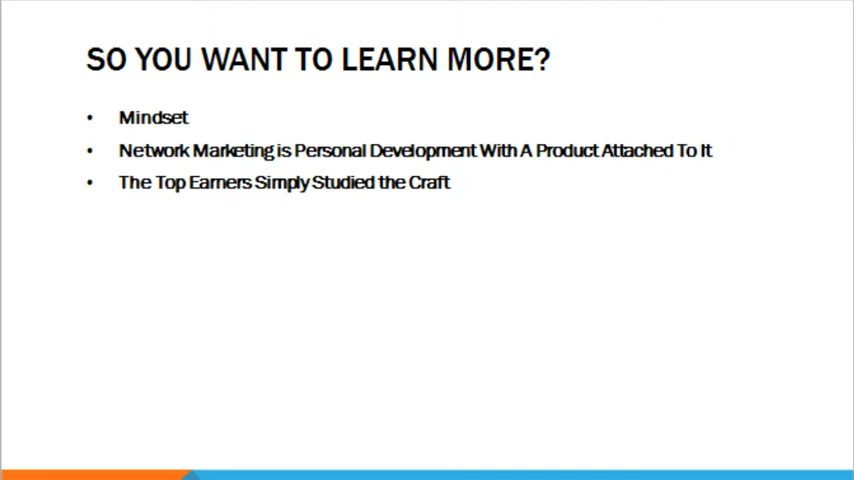 SO YOU WANT TO LEARN MORE?
• Mindset
• Network Marketing is Personal Development With A Product Attached To It
• The Top Earners Simply Studied the Craft